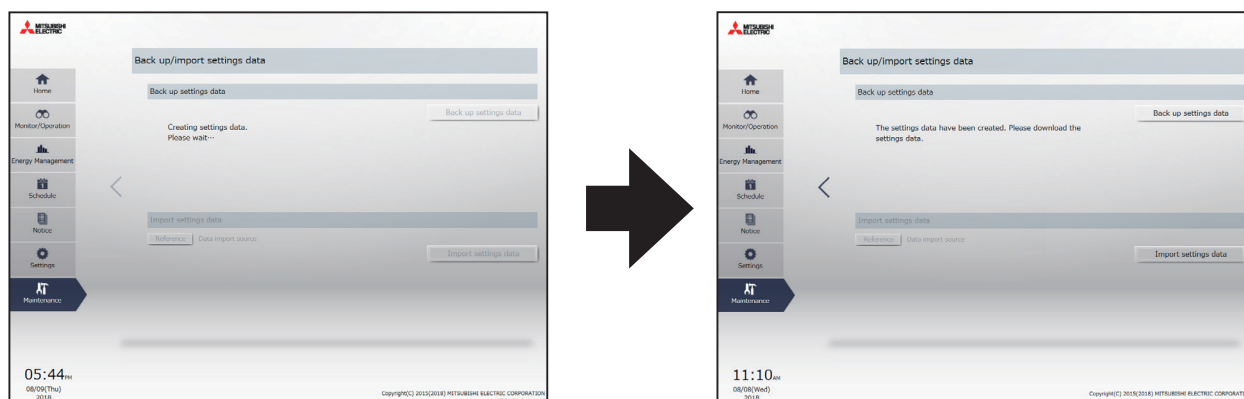 MITSUBISHI
ELECTRIC
Back up/import settings data
Home
Monitor/Operation
Energy Management
Schedule
Notice
Settings
Maintenance
Back up settings data
Back up settings data
Creating settings data.
Please wait…
Import settings data
Reference Data import source
Import settings data
05:44PM
08/09(Thu)
2018
Copyright(C) 2015(2018) MITSUBISHI ELECTRIC CORPORATION
MITSUBISHI
ELECTRIC
Back up/import settings data
Home
Monitor/Operation
Energy Management
Schedule
Notice
Settings
Maintenance
Back up settings data
Back up settings data
The settings data have been created. Please download the
settings data.
Import settings data
Reference Data import source
Import settings data
11:10AM
08/08(Wed)
2018
Copyright(C) 2015(2018) MITSUBISHI ELECTRIC